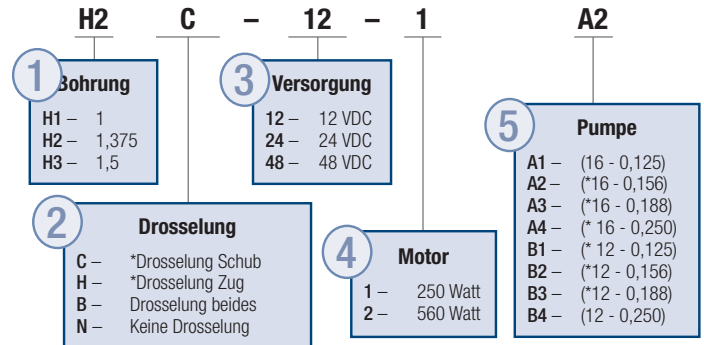 H2 C – 12 – 1 A2
1 Bohrung
H1 – 1
H2 – 1,375
H3 – 1,5
3 Versorgung
12 – 12 VDC
24 – 24 VDC
48 – 48 VDC
5 Pumpe
A1 – (16 - 0,125)
A2 – (*16 - 0,156)
A3 – (*16 - 0,188)
A4 – (* 16 - 0,250)
B1 – (* 12 - 0,125)
B2 – (*12 - 0,156)
B3 – (*12 - 0,188)
B4 – (12 - 0,250)
2 Drosselung
C – *Drosselung Schub
H – *Drosselung Zug
B – Drosselung beides
N – Keine Drosselung
4 Motor
1 – 250 Watt
2 – 560 Watt